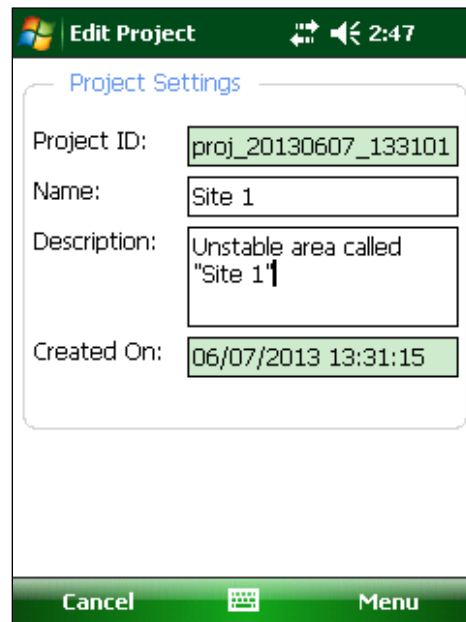 Edit Project
2:47
Project Settings
Project ID:
proj_20130607_133101
Name:
Site 1
Description:
Unstable area called
"Site 1"
Created On:
06/07/2013 13:31:15
Cancel
Menu